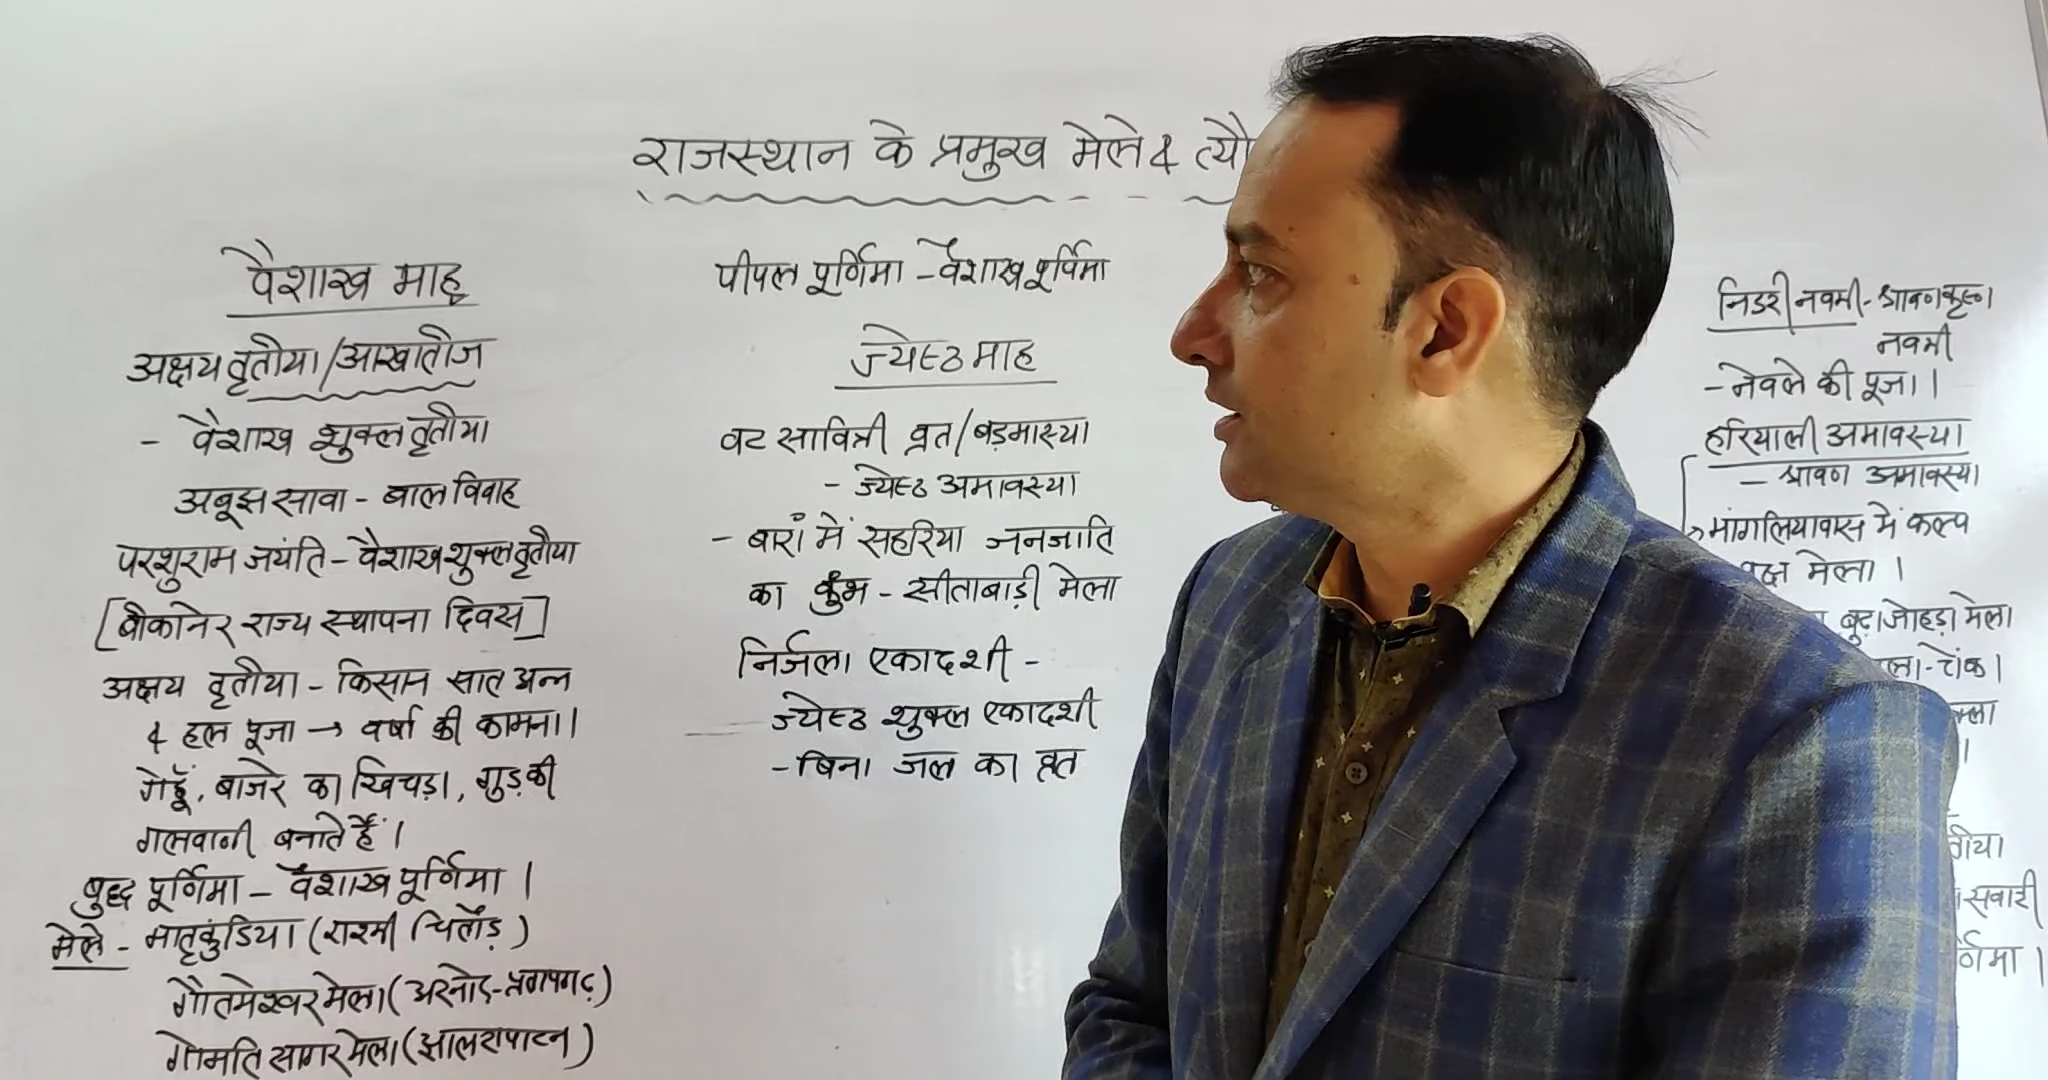 राजस्थान के प्रमुख मेले & त्यौ
वैशाख माह
अक्षय तृतीया/आखातीज
- वैशाख शुक्ल तृतीया
अबूझ सावा - बाल विवाह
परशुराम जयंति - वैशाख शुक्ल तृतीया
[बीकानेर राज्य स्थापना दिवस]
अक्षय तृतीया - किसान सात अन्न
& हल पूजा → वर्षा की कामना।
गेहूँ, बाजरे का खिचड़ा, गुड़ की
गलवानी बनाते हैं।
बुद्ध पूर्णिमा - वैशाख पूर्णिमा।
मेले - मातृकुंडिया (राश्मी चित्तौड़)
गौतमेश्वर मेला (अरनोद-प्रतापगढ़)
गोमति सागर मेला (झालरापाटन)
पीपल पूर्णिमा - वैशाख पूर्णिमा
ज्येष्ठ माह
वट सावित्री व्रत/बड़मास्या
- ज्येष्ठ अमावस्या
- बारां में सहरिया जनजाति
का कुंभ - सीताबाड़ी मेला
निर्जला एकादशी -
ज्येष्ठ शुक्ल एकादशी
- बिना जल का व्रत
निडरी नवमी - श्रावण कृष्ण
नवमी
- नेवले की पूजा।
हरियाली अमावस्या
- श्रावण अमावस्या
→ मांगलियावास में कल्प
वृक्ष मेला।
बुढ़ाजोहड़ा मेला
सवारी